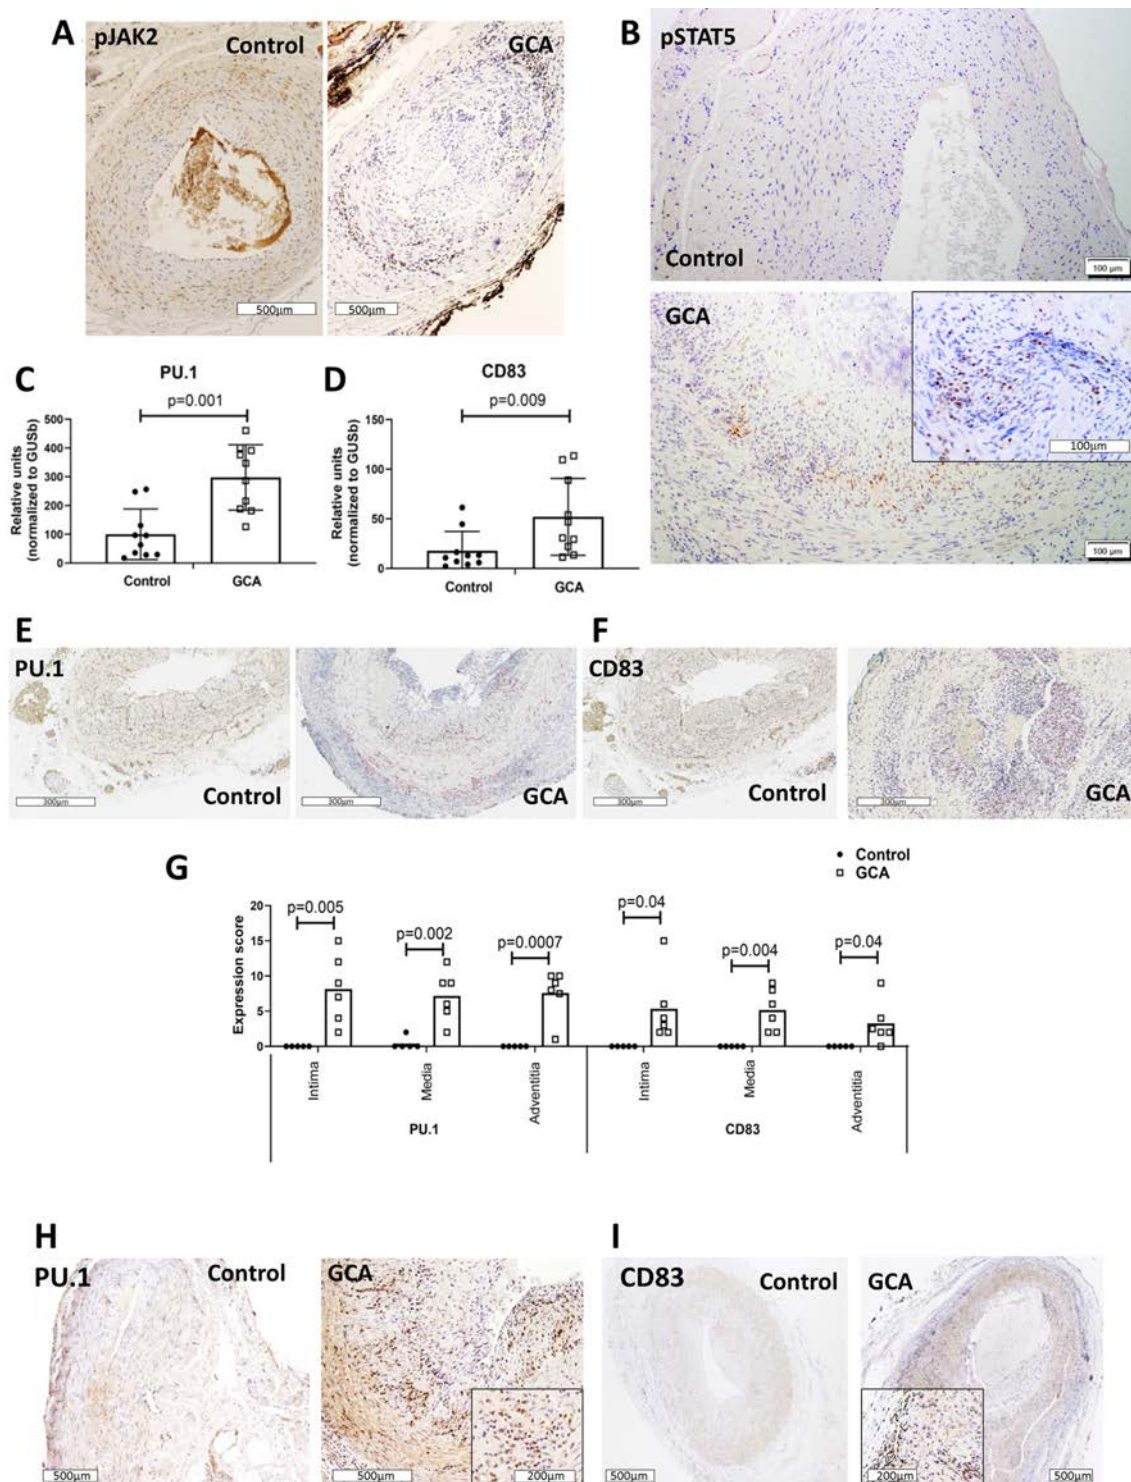 A
pJAK2
Control
GCA
500µm
500µm
B
pSTAT5
Control
100 µm
GCA
100µm
100 µm
C
PU.1
p=0.001
Relative units
(normalized to GUSb)
500
400
300
200
100
0
Control
GCA
D
CD83
p=0.009
Relative units
(normalized to GUSb)
150
100
50
0
Control
GCA
E
PU.1
Control
300µm
GCA
300µm
F
CD83
Control
300µm
GCA
300µm
G
Control
GCA
Expression score
20
15
10
5
0
p=0.005
p=0.002
p=0.0007
p=0.04
p=0.004
p=0.04
Intima
Media
Adventitia
Intima
Media
Adventitia
PU.1
CD83
H
PU.1
Control
500µm
GCA
500µm
200µm
I
CD83
Control
500µm
GCA
200µm
500µm